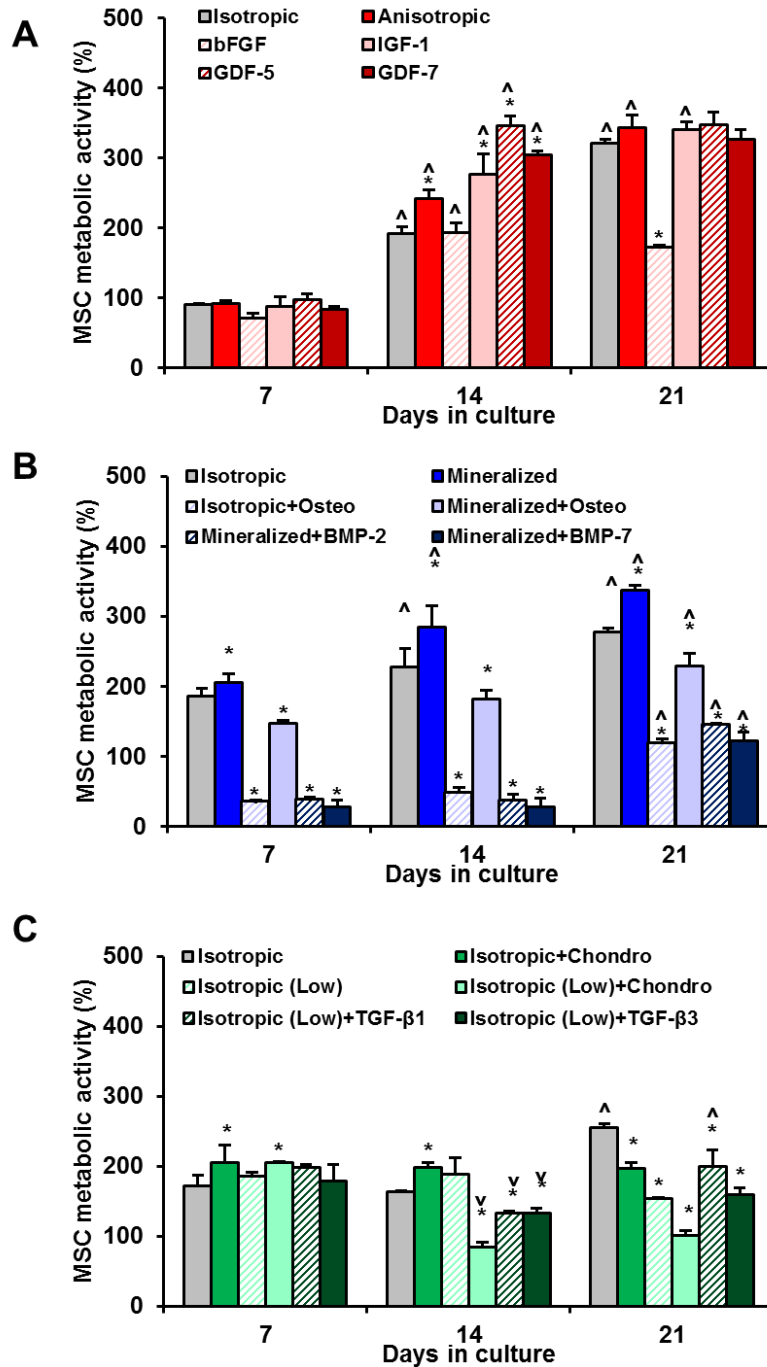 A
MSC metabolic activity (%)
500
400
300
200
100
0
Isotropic Anisotropic
bFGF IGF-1
GDF-5 GDF-7
^ ^* ^ ^* ^* ^*
^ ^ * ^
7 14 21
Days in culture
B
MSC metabolic activity (%)
500
400
300
200
100
0
Isotropic Mineralized
Isotropic+Osteo Mineralized+Osteo
Mineralized+BMP-2 Mineralized+BMP-7
* * * * *
^ ^* * * * *
^ ^* ^* ^* ^* ^*
7 14 21
Days in culture
C
MSC metabolic activity (%)
500
400
300
200
100
0
Isotropic Isotropic+Chondro
Isotropic (Low) Isotropic (Low)+Chondro
Isotropic (Low)+TGF-β1 Isotropic (Low)+TGF-β3
* *
* v* v* v*
^ * * * ^* *
7 14 21
Days in culture